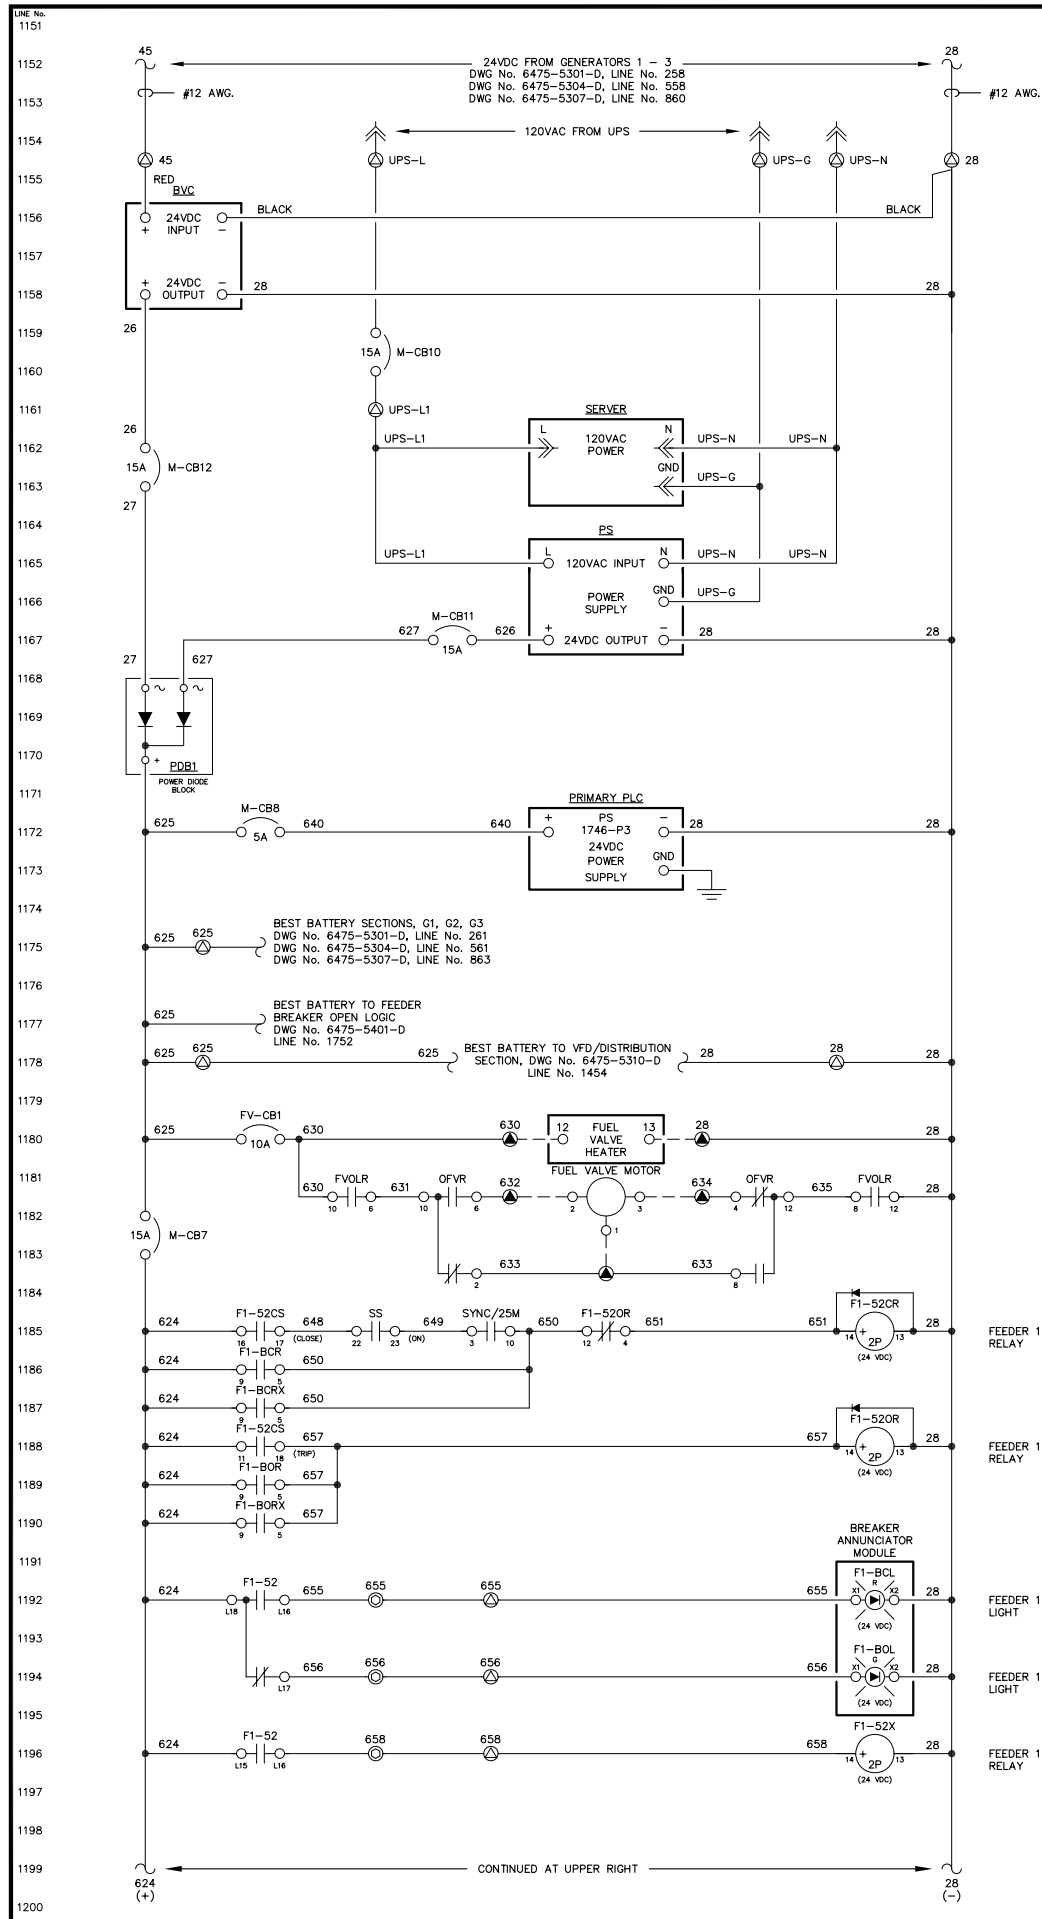 LINE No.
1151
45
28
1152
24VDC FROM GENERATORS 1 - 3
DWG No. 6475-5301-D, LINE No. 258
#12 AWG.
DWG No. 6475-5304-D, LINE No. 558
#12 AWG.
1153
DWG No. 6475-5307-D, LINE No. 860
120VAC FROM UPS
1154
45
UPS-L
UPS-G
UPS-N
28
1155
RED
BVC
BLACK
BLACK
1156
24VDC
INPUT
+
-
1157
+
24VDC
-
OUTPUT
28
28
1158
26
1159
15A
M-CB10
1160
1161
UPS-L1
SERVER
26
UPS-L1
L
120VAC
POWER
N
UPS-N
UPS-N
1162
15A
M-CB12
GND
UPS-G
1163
27
1164
PS
UPS-L1
L
120VAC INPUT
N
UPS-N
UPS-N
1165
POWER
SUPPLY
GND
UPS-G
1166
M-CB11
627
15A
626
+
24VDC OUTPUT
-
28
28
1167
27
627
1168
~
~
1169
1170
+
PDB1
POWER DIODE
BLOCK
1171
M-CB8
PRIMARY PLC
625
5A
640
640
+
PS
1746-P3
-
28
28
1172
24VDC
POWER
SUPPLY
GND
1173
1174
BEST BATTERY SECTIONS, G1, G2, G3
625
625
DWG No. 6475-5301-D, LINE No. 261
1175
DWG No. 6475-5304-D, LINE No. 561
DWG No. 6475-5307-D, LINE No. 863
1176
BEST BATTERY TO FEEDER
625
BREAKER OPEN LOGIC
1177
DWG No. 6475-5401-D
LINE No. 1752
625
625
625
BEST BATTERY TO VFD/DISTRIBUTION
SECTION, DWG No. 6475-5310-D
LINE No. 1454
28
28
28
1178
1179
FV-CB1
625
10A
630
630
12
FUEL
VALVE
HEATER
13
28
28
1180
FUEL VALVE MOTOR
1181
630
FVOLR
10
6
631
OFVR
10
6
632
2
3
634
OFVR
4
12
635
FVOLR
8
12
28
1182
15A
M-CB7
1
1183
2
633
633
8
1184
F1-52CS
SS
SYNC/25M
F1-52OR
F1-52CR
624
16
17
648
(CLOSE)
22
23
649
(ON)
3
10
650
12
4
651
651
14
+
2P
13
(24 VDC)
28
FEEDER 1
RELAY
1185
F1-BCR
624
9
5
650
1186
F1-BCRX
624
9
5
650
1187
F1-52CS
F1-52OR
624
11
18
657
(TRIP)
657
14
+
2P
13
(24 VDC)
28
FEEDER 1
RELAY
1188
F1-BOR
624
9
5
657
1189
F1-BORX
624
9
5
657
1190
BREAKER
ANNUNCIATOR
MODULE
1191
F1-52
F1-BCL
R
624
L18
L16
655
655
655
655
X1
X2
(24 VDC)
28
FEEDER 1
LIGHT
1192
1193
F1-BOL
G
L17
656
656
656
656
X1
X2
(24 VDC)
28
FEEDER 1
LIGHT
1194
1195
F1-52
F1-52X
624
L15
L16
658
658
658
14
+
2P
13
(24 VDC)
28
FEEDER 1
RELAY
1196
1197
1198
1199
CONTINUED AT UPPER RIGHT
624
(+)
28
(-)
1200